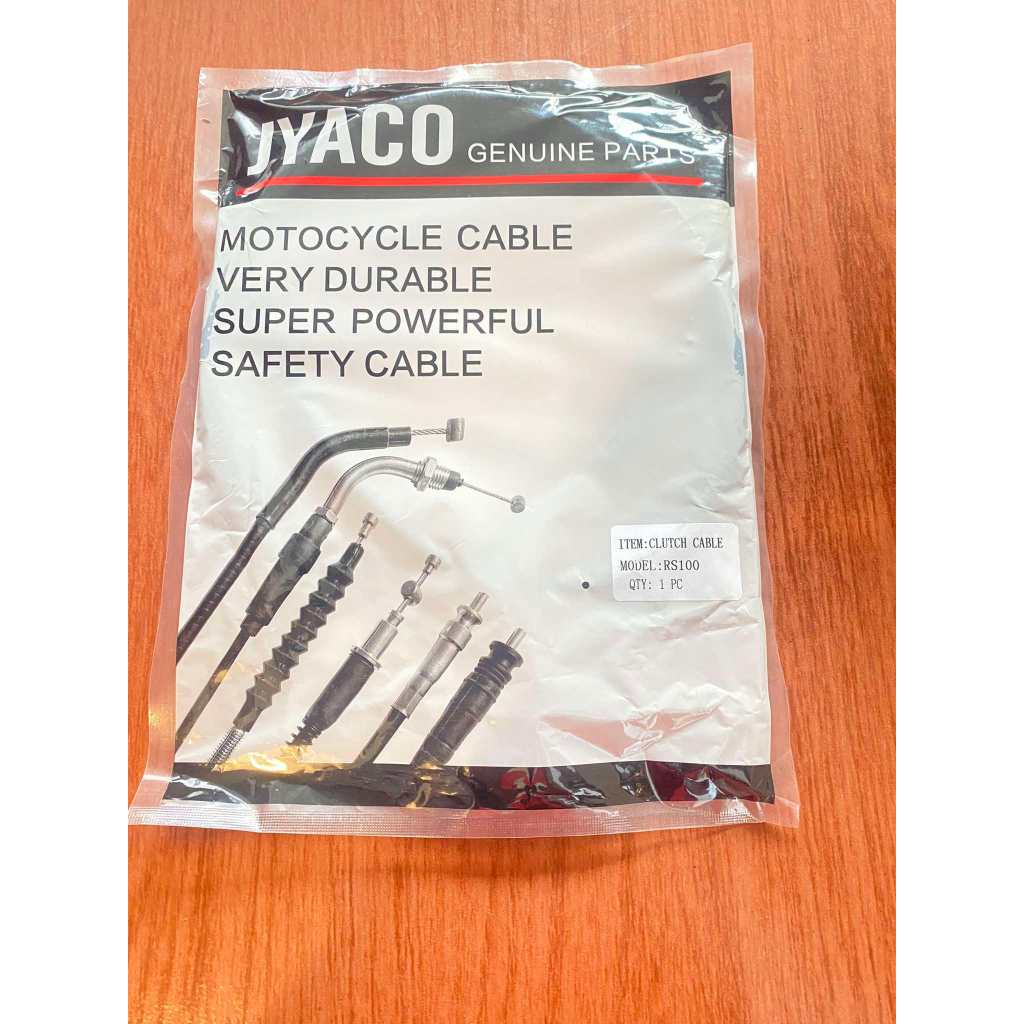 JYACO GENUINE PARTS
MOTOCYCLE CABLE
VERY DURABLE
SUPER POWERFUL
SAFETY CABLE
ITEM:CLUTCH CABLE
MODEL:RS100
QTY: 1 PC